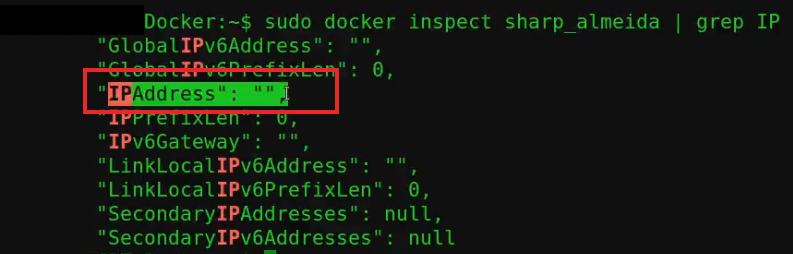 Docker:~$ sudo docker inspect sharp_almeida | grep IP
"GlobalIPv6Address": "",
"GlobalIPv6PrefixLen": 0,
"IPAddress": "",
"IPPrefixLen": 0,
"IPv6Gateway": "",
"LinkLocalIPv6Address": "",
"LinkLocalIPv6PrefixLen": 0,
"SecondaryIPAddresses": null,
"SecondaryIPv6Addresses": null